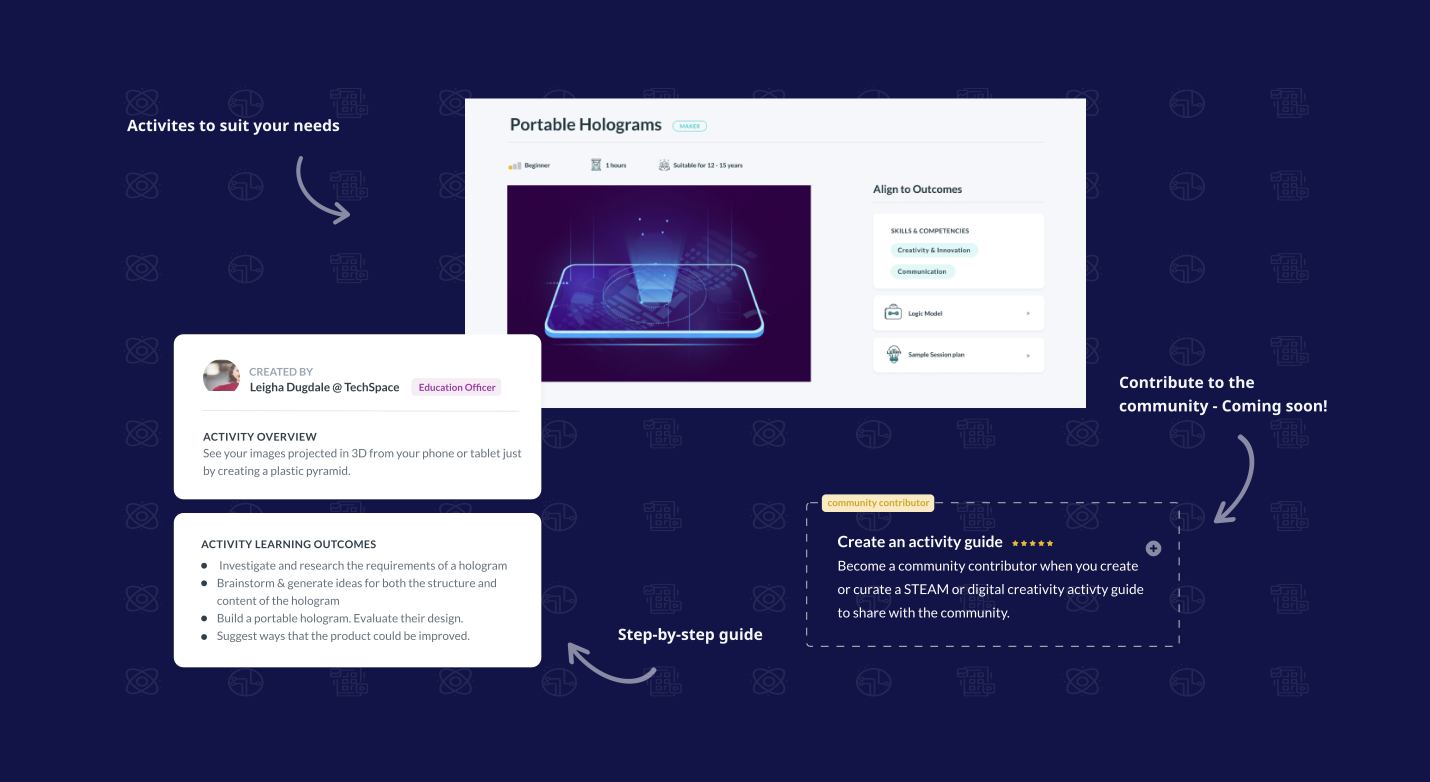 Activites to suit your needs
Portable Holograms MAKER
Beginner 1 hours Suitable for 12 - 15 years
Align to Outcomes
SKILLS & COMPETENCIES
Creativity & Innovation
Communication
Logic Model >
Sample Session plan >
CREATED BY
Leigha Dugdale @ TechSpace Education Officer
ACTIVITY OVERVIEW
See your images projected in 3D from your phone or tablet just
by creating a plastic pyramid.
ACTIVITY LEARNING OUTCOMES
• Investigate and research the requirements of a hologram
• Brainstorm & generate ideas for both the structure and
content of the hologram
• Build a portable hologram. Evaluate their design.
• Suggest ways that the product could be improved.
Step-by-step guide
Contribute to the
community - Coming soon!
community contributor
Create an activity guide ★★★★★
Become a community contributor when you create
or curate a STEAM or digital creativity activty guide
to share with the community.